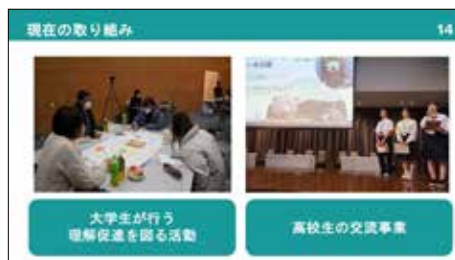 現在の取り組み
14
大学生が行う
理解促進を図る活動
高校生の交流事業